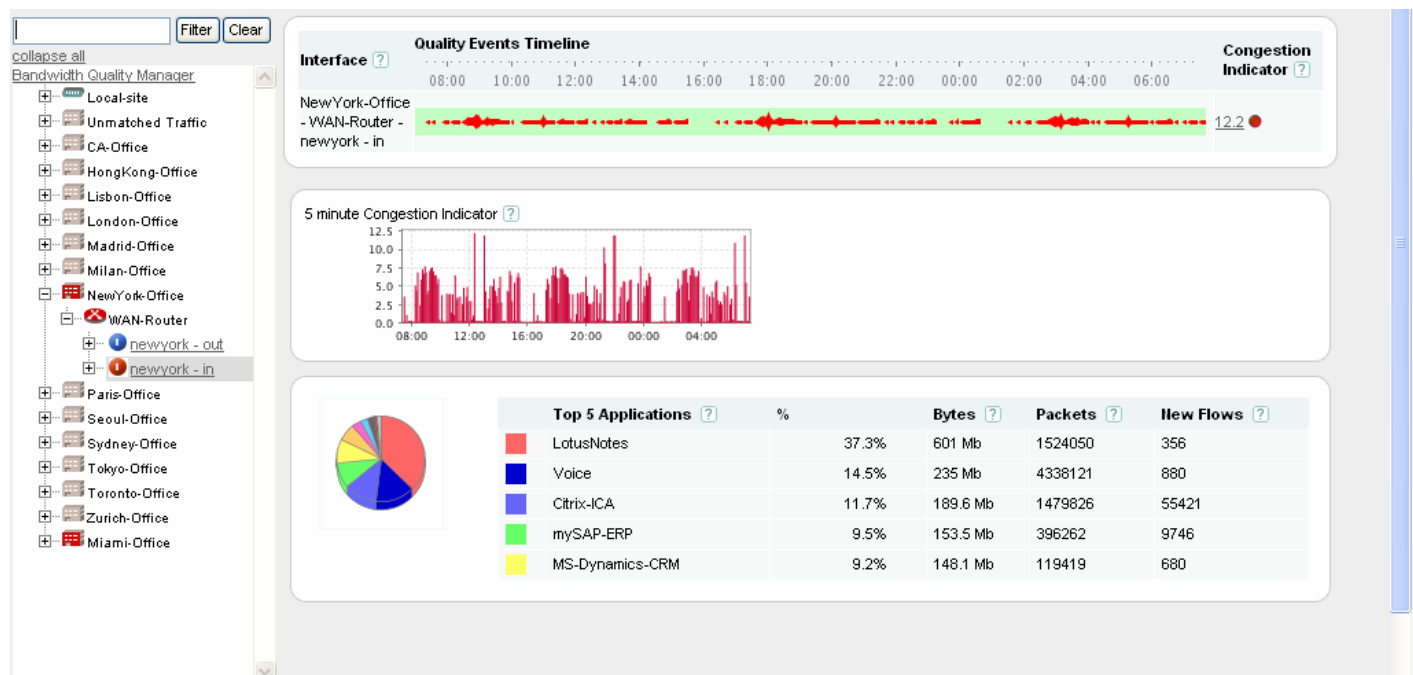 Filter Clear
collapse all
Bandwidth Quality Manager
Local-site
Unmatched Traffic
CA-Office
HongKong-Office
Lisbon-Office
London-Office
Madrid-Office
Milan-Office
NewYork-Office
WAN-Router
newyork - out
newyork - in
Paris-Office
Seoul-Office
Sydney-Office
Tokyo-Office
Toronto-Office
Zurich-Office
Miami-Office
Interface ? Quality Events Timeline Congestion
Indicator ?
08:00 10:00 12:00 14:00 16:00 18:00 20:00 22:00 00:00 02:00 04:00 06:00
NewYork-Office
- WAN-Router -
newyork - in
12.2
5 minute Congestion Indicator ?
12.5
10.0
7.5
5.0
2.5
0.0
08:00 12:00 16:00 20:00 00:00 04:00
Top 5 Applications ? % Bytes ? Packets ? New Flows ?
LotusNotes 37.3% 601 Mb 1524050 356
Voice 14.5% 235 Mb 4338121 880
Citrix-ICA 11.7% 189.6 Mb 1479826 55421
mySAP-ERP 9.5% 153.5 Mb 396262 9746
MS-Dynamics-CRM 9.2% 148.1 Mb 119419 680